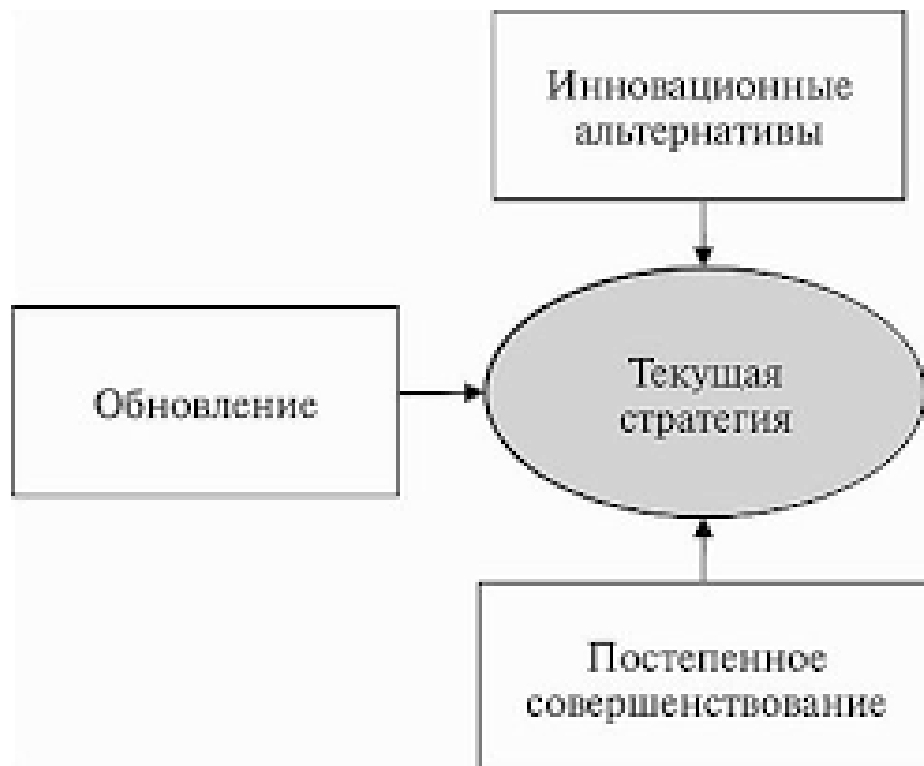 Инновационные
альтернативы
Обновление
Текущая
стратегия
Постепенное
совершенствование